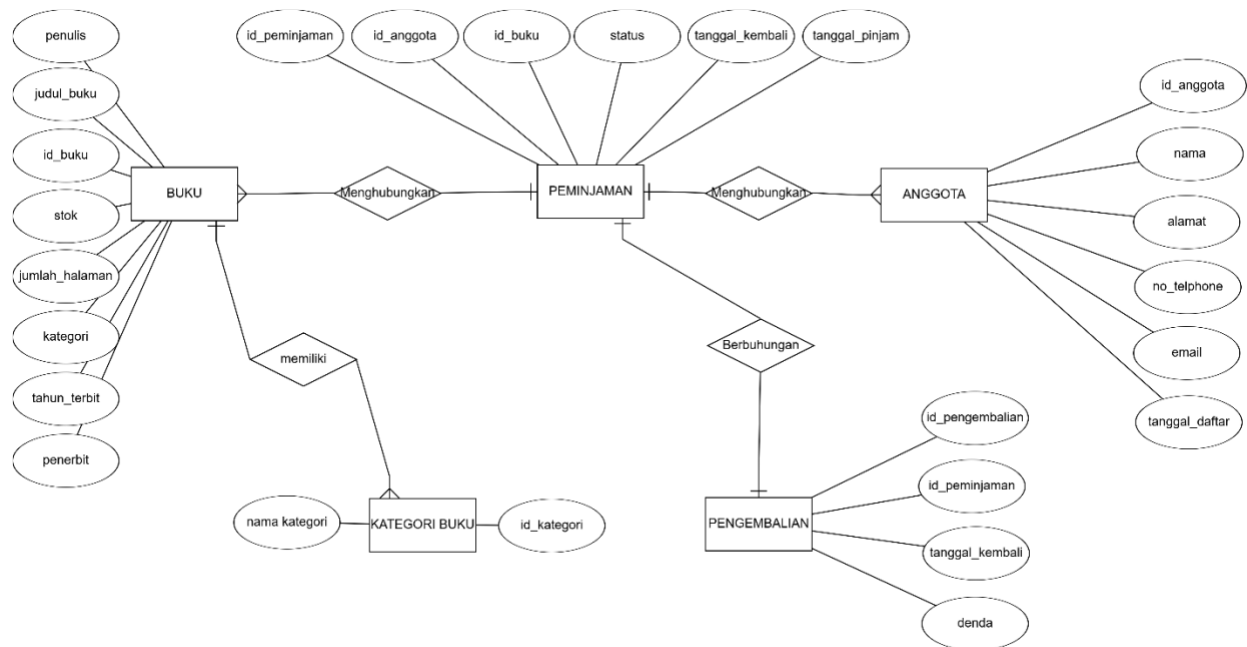 penulis
judul_buku
id_buku
stok
jumlah_halaman
kategori
tahun_terbit
penerbit
BUKU
Menghubungkan
id_peminjaman
id_anggota
id_buku
status
tanggal_kembali
tanggal_pinjam
PEMINJAMAN
Menghubungkan
ANGGOTA
id_anggota
nama
alamat
no_telphone
email
tanggal_daftar
memiliki
Berbuhungan
nama kategori
KATEGORI BUKU
id_kategori
PENGEMBALIAN
id_pengembalian
id_peminjaman
tanggal_kembali
denda